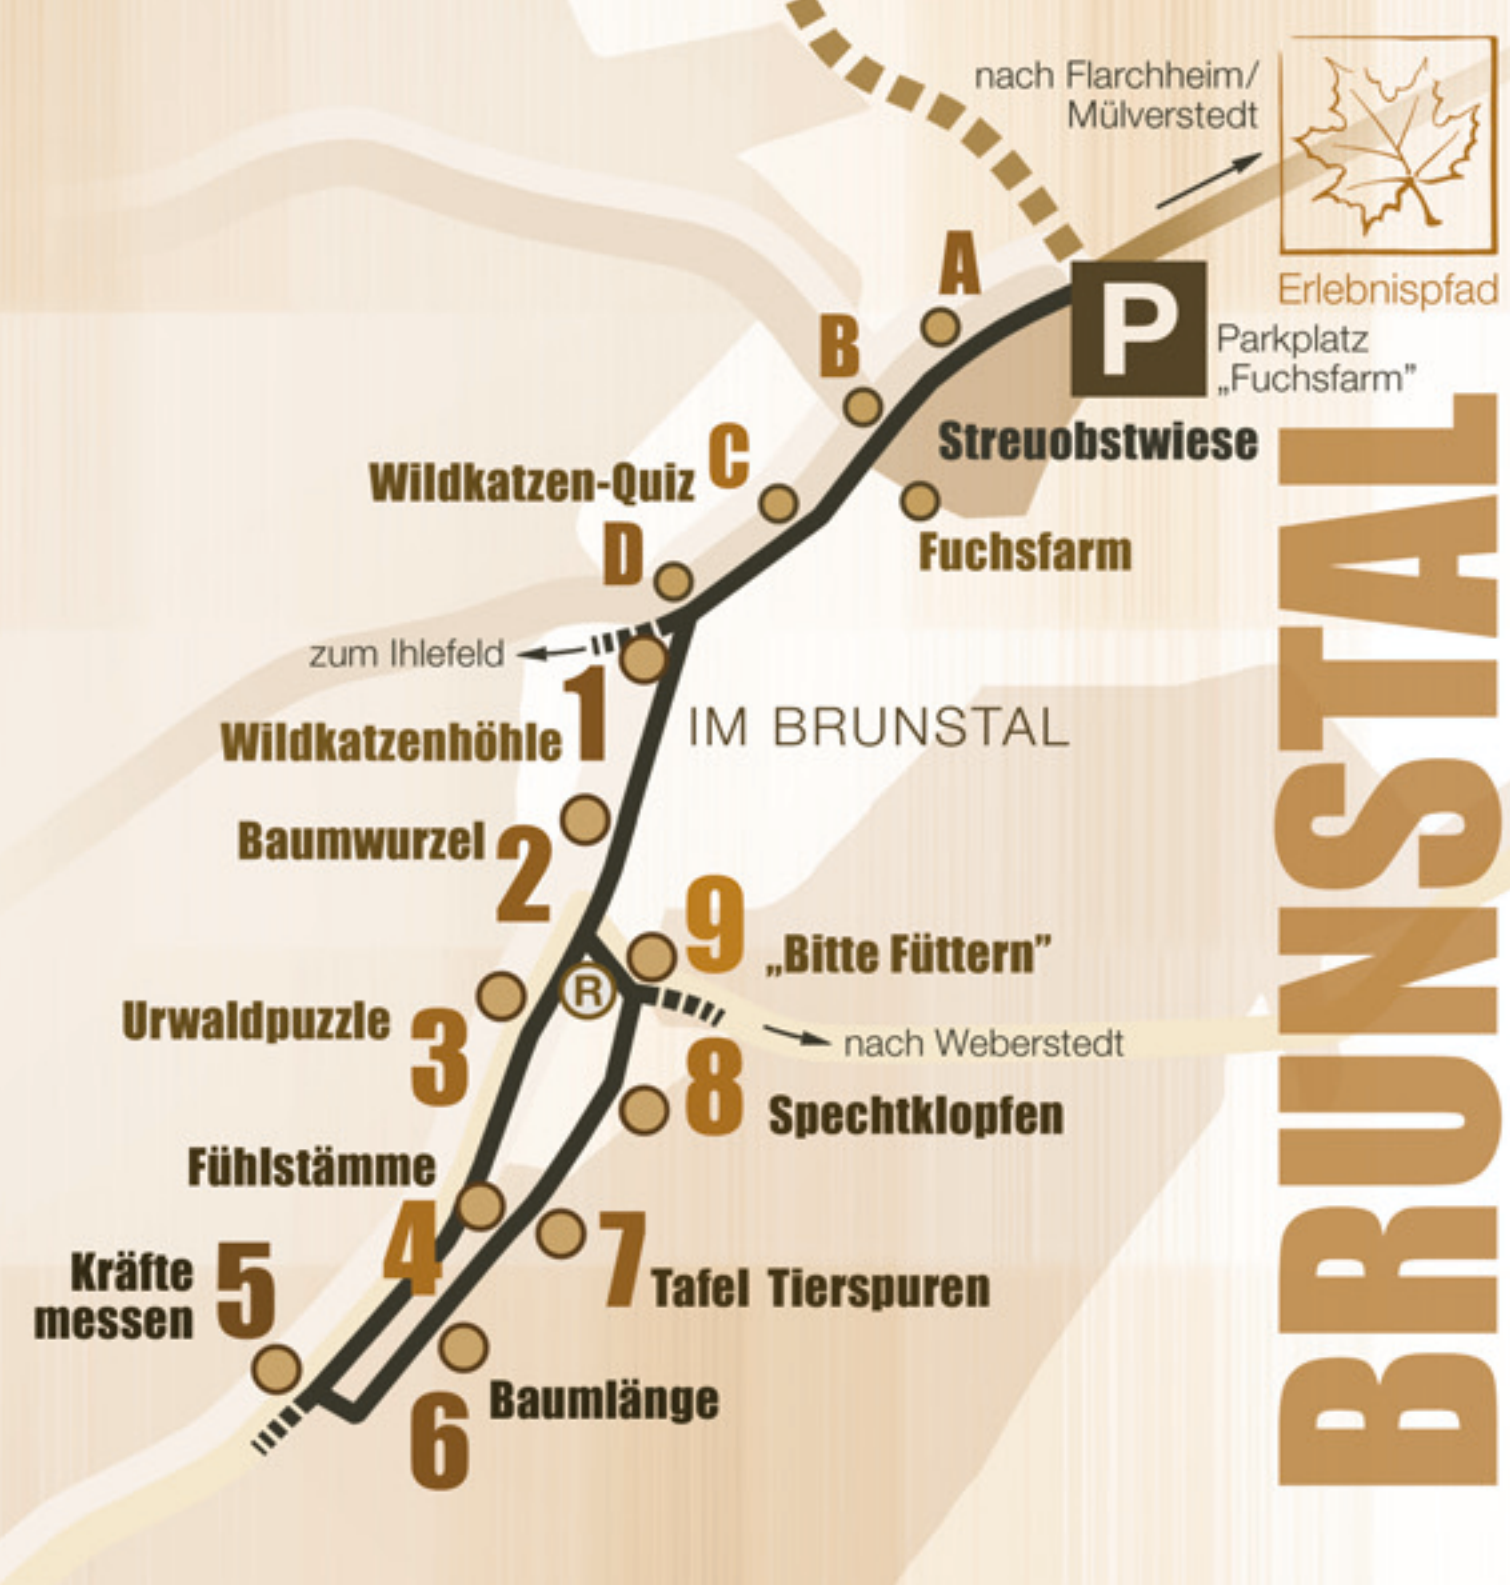 nach Flarchheim/
Mülverstedt
Erlebnispfad
P
Parkplatz
„Fuchsfarm”
A
B
Streuobstwiese
C
Wildkatzen-Quiz
D
Fuchsfarm
zum Ihlefeld
1
Wildkatzenhöhle
IM BRUNSTAL
Baumwurzel
2
9
„Bitte Füttern”
R
Urwaldpuzzle
3
nach Weberstedt
8
Spechtklopfen
Fühlstämme
4
7
Tafel Tierspuren
Kräfte
messen
5
6
Baumlänge
BRUNSTAL